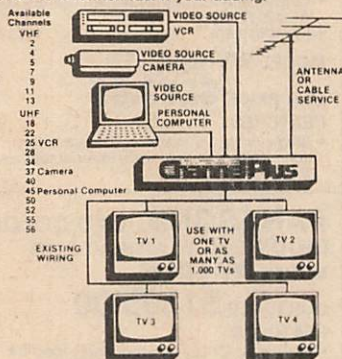 Available
Channels
VHF
2
4
5
7
9
11
13
UHF
18
22
25 VCR
28
34
37 Camera
40
45 Personal Computer
50
52
55
56
VIDEO SOURCE
VCR
VIDEO SOURCE
CAMERA
VIDEO
SOURCE
PERSONAL
COMPUTER
ANTENNA
OR
CABLE
SERVICE
ChannelPlus
EXISTING
WIRING
TV 1
USE WITH
ONE TV
OR AS
MANY AS
1,000 TVs
TV 2
TV 3
TV 4